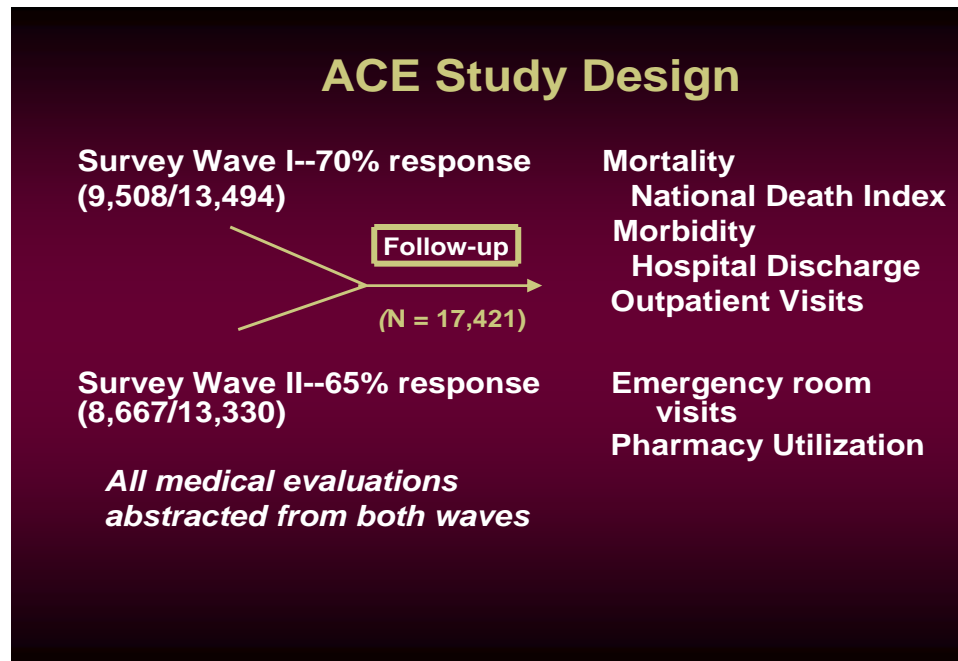 ACE Study Design
Survey Wave I--70% response
(9,508/13,494)
Follow-up
(N = 17,421)
Survey Wave II--65% response
(8,667/13,330)
All medical evaluations
abstracted from both waves
Mortality
National Death Index
Morbidity
Hospital Discharge
Outpatient Visits
Emergency room
visits
Pharmacy Utilization